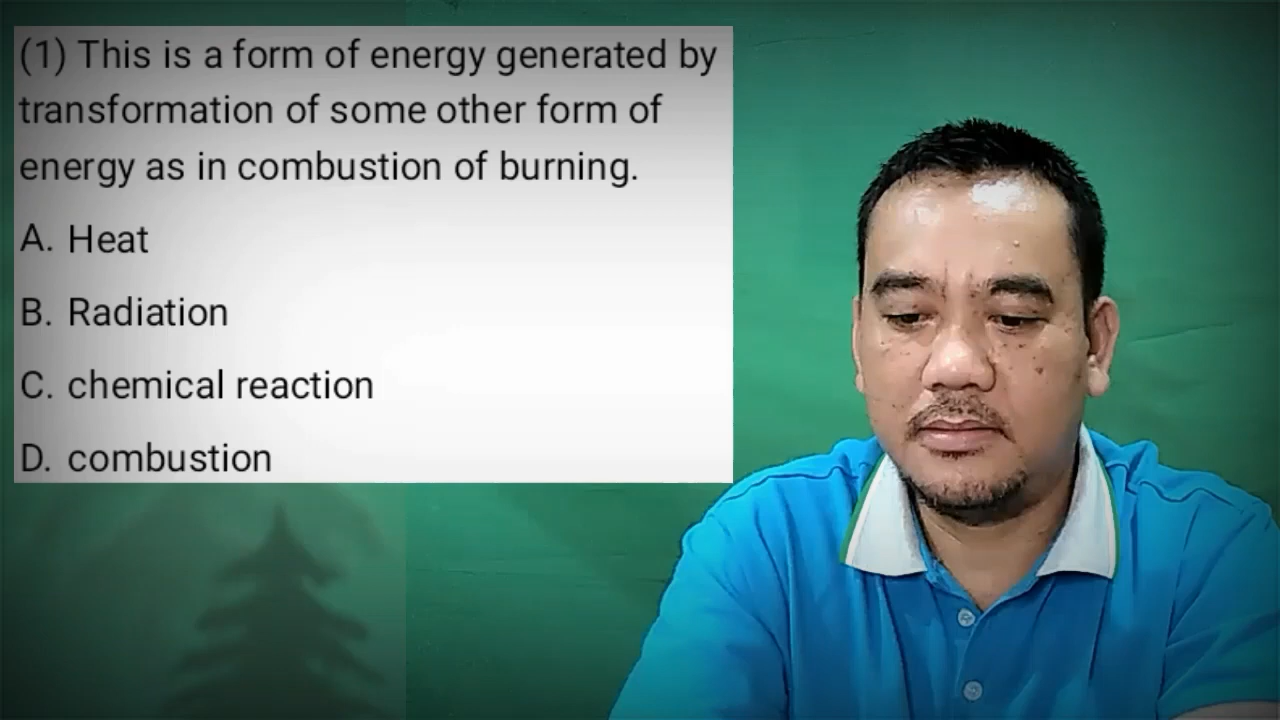 (1) This is a form of energy generated by
transformation of some other form of
energy as in combustion of burning.
A. Heat
B. Radiation
C. chemical reaction
D. combustion